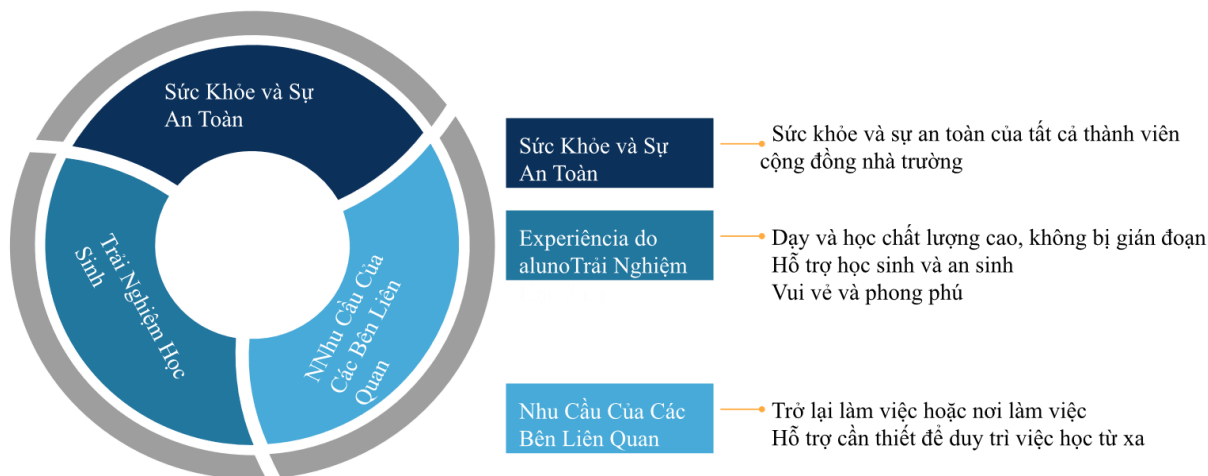 Sức Khỏe và Sự
An Toàn
Trải Nghiệm Học
Sinh
NNhu Cầu Của
Các Bên Liên
Quan
Sức Khỏe và Sự
An Toàn
Sức khỏe và sự an toàn của tất cả thành viên
cộng đồng nhà trường
Experiência do
alunoTrải Nghiệm
Dạy và học chất lượng cao, không bị gián đoạn
Hỗ trợ học sinh và an sinh
Vui vẻ và phong phú
Nhu Cầu Của Các
Bên Liên Quan
Trở lại làm việc hoặc nơi làm việc
Hỗ trợ cần thiết để duy trì việc học từ xa